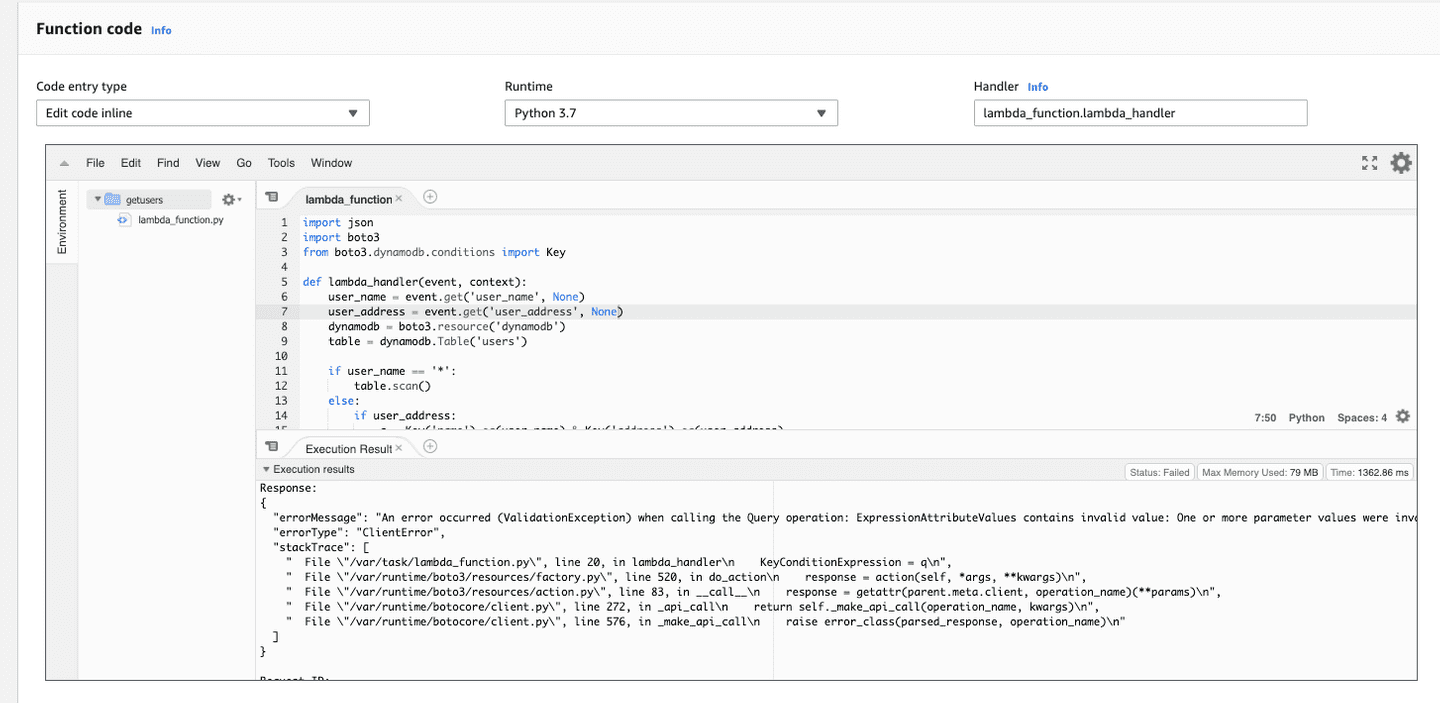 Function code Info
Code entry type
Edit code inline
Runtime
Python 3.7
Handler Info
lambda_function.lambda_handler
File Edit Find View Go Tools Window
Environment
getusers
lambda_function.py
lambda_function
1 import json
2 import boto3
3 from boto3.dynamodb.conditions import Key
4
5 def lambda_handler(event, context):
6 user_name = event.get('user_name', None)
7 user_address = event.get('user_address', None)
8 dynamodb = boto3.resource('dynamodb')
9 table = dynamodb.Table('users')
10
11 if user_name == '*':
12 table.scan()
13 else:
14 if user_address:
7:50 Python Spaces: 4
Execution Result
Execution results
Status: Failed Max Memory Used: 79 MB Time: 1362.86 ms
Response:
{
"errorMessage": "An error occurred (ValidationException) when calling the Query operation: ExpressionAttributeValues contains invalid value: One or more parameter values were inv
"errorType": "ClientError",
"stackTrace": [
" File \"/var/task/lambda_function.py\", line 20, in lambda_handler\n KeyConditionExpression = q\n",
" File \"/var/runtime/boto3/resources/factory.py\", line 520, in do_action\n response = action(self, *args, **kwargs)\n",
" File \"/var/runtime/boto3/resources/action.py\", line 83, in __call__\n response = getattr(parent.meta.client, operation_name)(**params)\n",
" File \"/var/runtime/botocore/client.py\", line 272, in _api_call\n return self._make_api_call(operation_name, kwargs)\n",
" File \"/var/runtime/botocore/client.py\", line 576, in _make_api_call\n raise error_class(parsed_response, operation_name)\n"
]
}